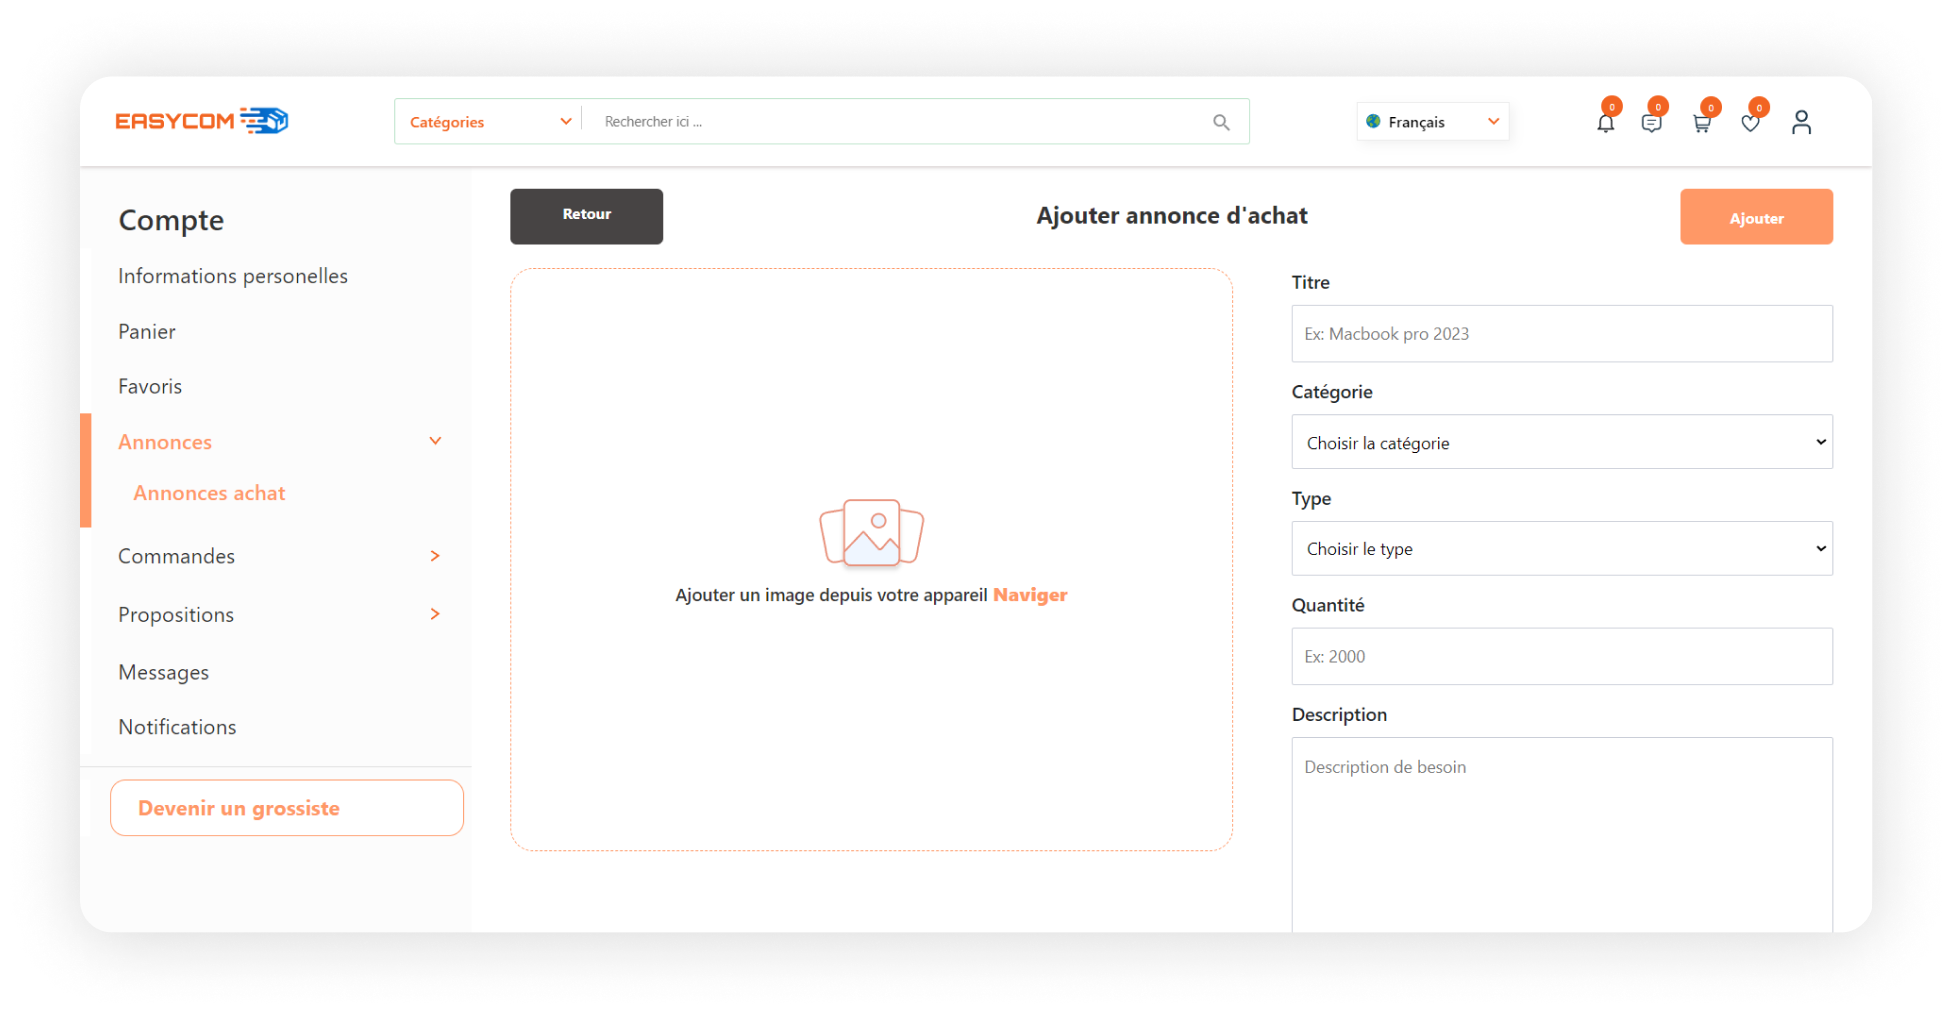 EASYCOM
Catégories
Rechercher ici ...
Français
0
0
0
0
Compte
Informations personelles
Panier
Favoris
Annonces
Annonces achat
Commandes
Propositions
Messages
Notifications
Devenir un grossiste
Retour
Ajouter annonce d'achat
Ajouter
Ajouter un image depuis votre appareil Naviger
Titre
Ex: Macbook pro 2023
Catégorie
Choisir la catégorie
Type
Choisir le type
Quantité
Ex: 2000
Description
Description de besoin